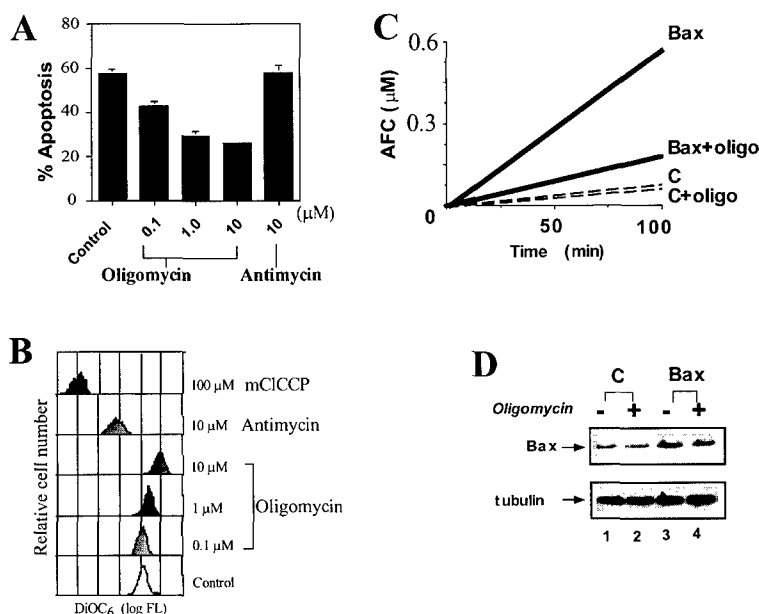 A
% Apoptosis
80
60
40
20
0
Control
0.1
1.0
10
10
(μM)
Oligomycin
Antimycin
B
Relative cell number
100 μM mClCCP
10 μM Antimycin
10 μM
1 μM
0.1 μM
Oligomycin
Control
DiOC6 (log FL)
C
AFC (μM)
0.6
0.3
0
50
100
Time (min)
Bax
Bax+oligo
C
C+oligo
D
C Bax
Oligomycin - + - +
Bax
tubulin
1 2 3 4